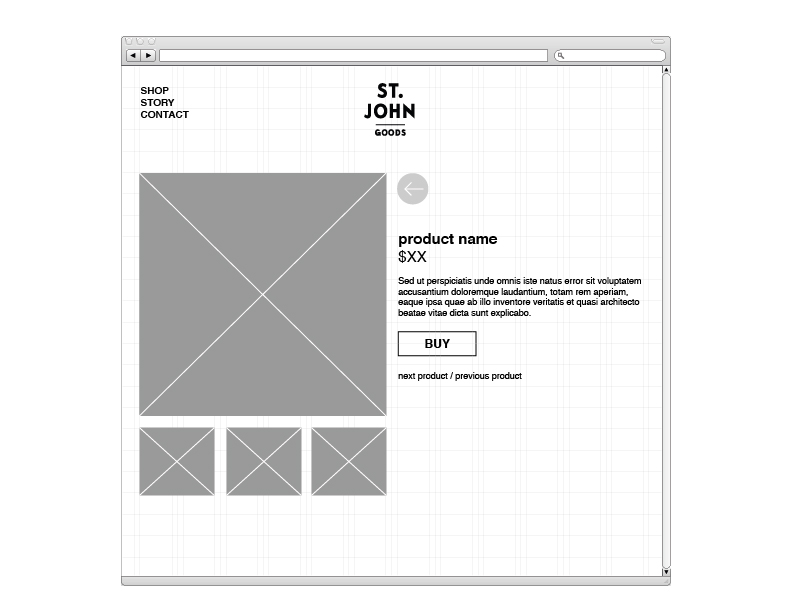 SHOP
STORY
CONTACT
ST.
JOHN
GOODS
product name
$XX
Sed ut perspiciatis unde omnis iste natus error sit voluptatem
accusantium doloremque laudantium, totam rem aperiam,
eaque ipsa quae ab illo inventore veritatis et quasi architecto
beatae vitae dicta sunt explicabo.
BUY
next product / previous product